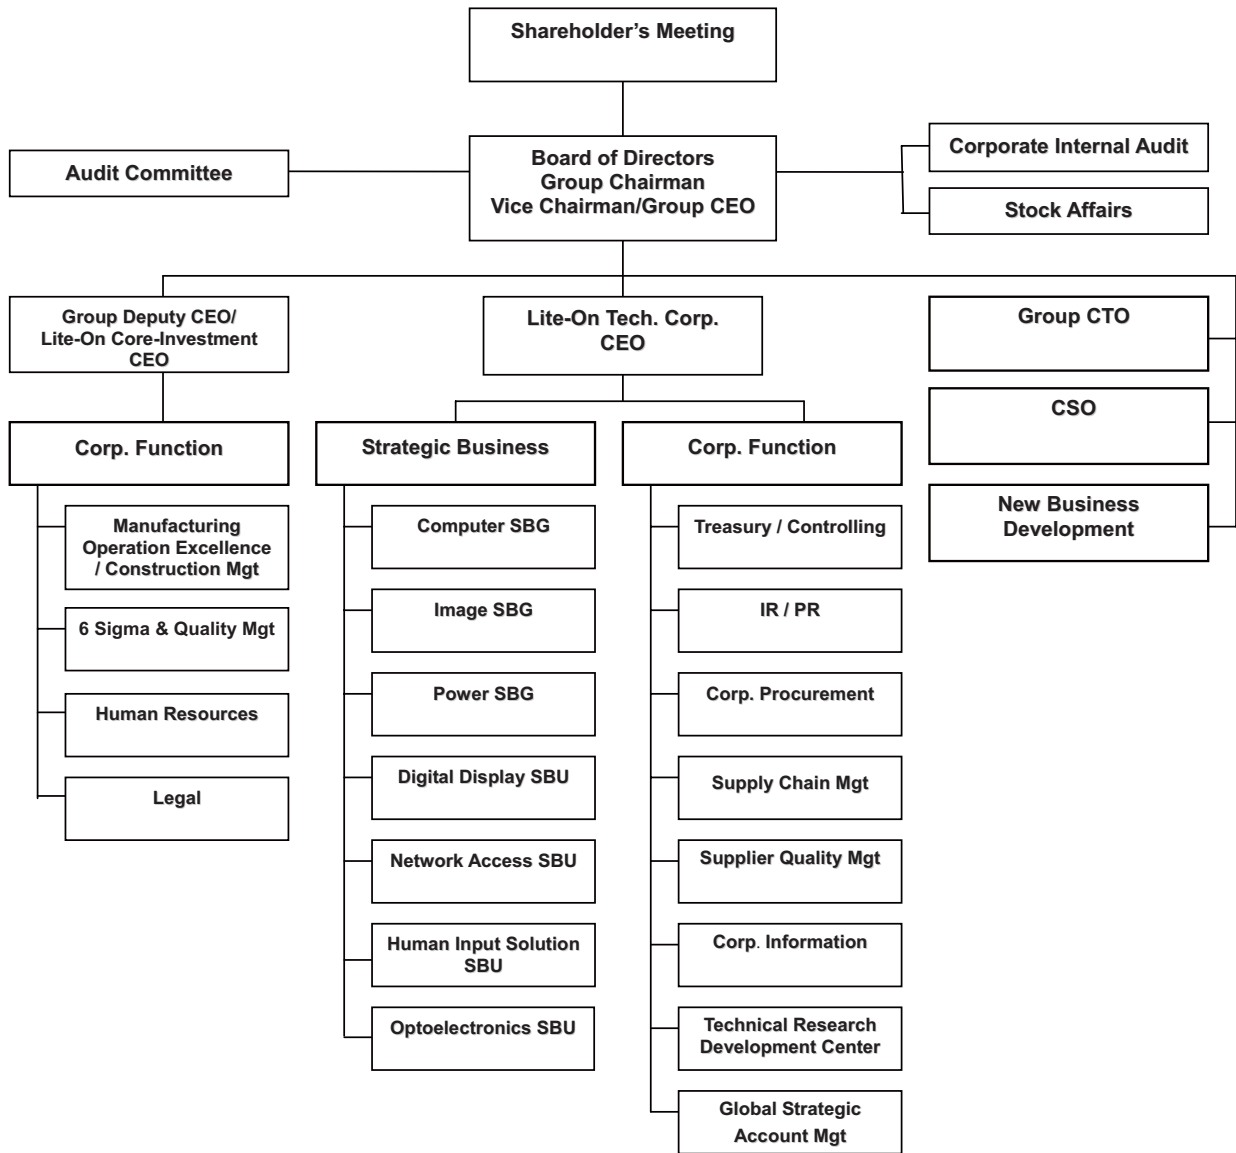 Shareholder’s Meeting
Audit Committee
Board of Directors
Group Chairman
Vice Chairman/Group CEO
Corporate Internal Audit
Stock Affairs
Group Deputy CEO/
Lite-On Core-Investment
CEO
Lite-On Tech. Corp.
CEO
Group CTO
CSO
New Business
Development
Corp. Function
Manufacturing
Operation Excellence
/ Construction Mgt
6 Sigma & Quality Mgt
Human Resources
Legal
Strategic Business
Computer SBG
Image SBG
Power SBG
Digital Display SBU
Network Access SBU
Human Input Solution
SBU
Optoelectronics SBU
Corp. Function
Treasury / Controlling
IR / PR
Corp. Procurement
Supply Chain Mgt
Supplier Quality Mgt
Corp. Information
Technical Research
Development Center
Global Strategic
Account Mgt